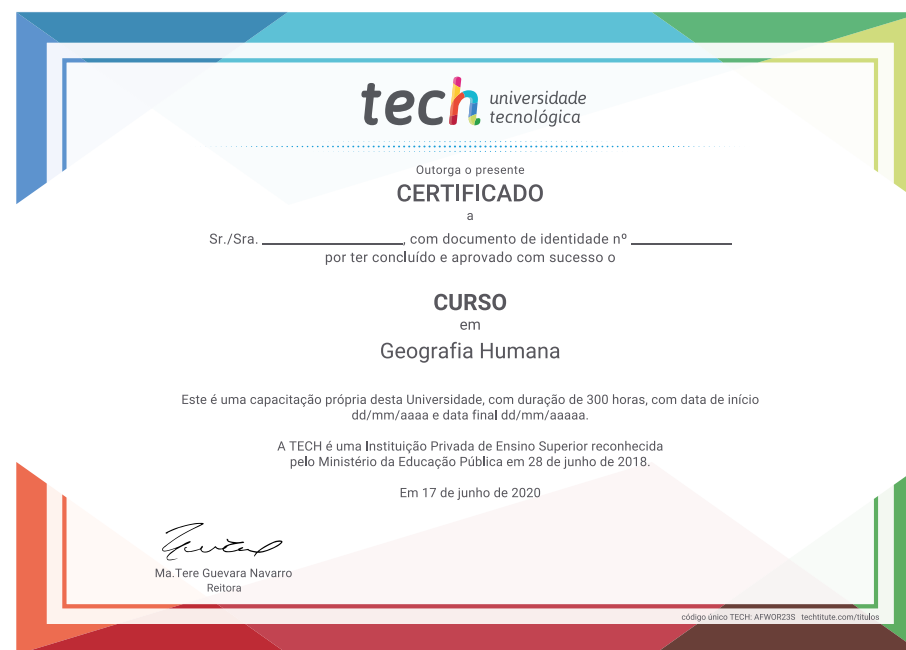 tech universidade
tecnológica
Outorga o presente
CERTIFICADO
a
Sr./Sra. ________________, com documento de identidade nº ____________
por ter concluído e aprovado com sucesso o
CURSO
em
Geografia Humana
Este é uma capacitação própria desta Universidade, com duração de 300 horas, com data de início
dd/mm/aaaa e data final dd/mm/aaaaa.
A TECH é uma Instituição Privada de Ensino Superior reconhecida
pelo Ministério da Educação Pública em 28 de junho de 2018.
Em 17 de junho de 2020
Ma.Tere Guevara Navarro
Reitora
código único TECH: AFWOR23S techtitute.com/titulos